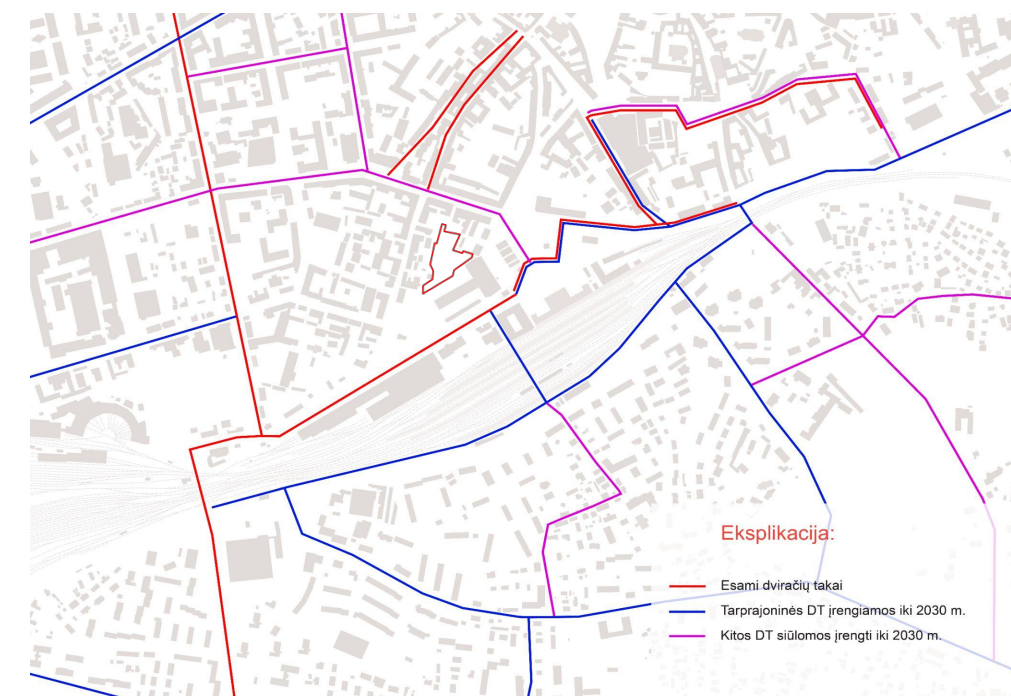 Eksplikacija:
Esami dviračių takai
Tarprajoninės DT įrengiamos iki 2030 m.
Kitos DT siūlomos įrengti iki 2030 m.